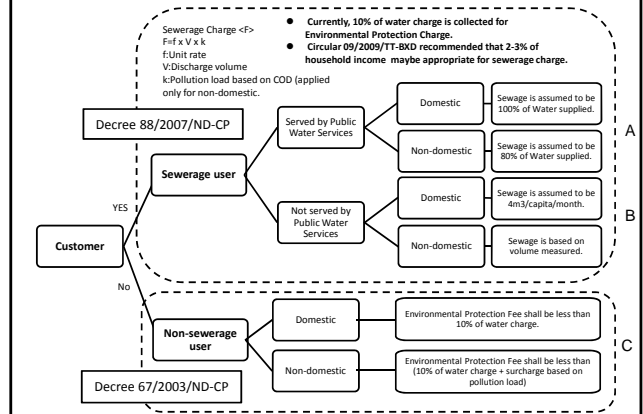 Sewerage Charge <F>
F=f x V x k
f:Unit rate
V:Discharge volume
k:Pollution load based on COD (applied
only for non-domestic.
● Currently, 10% of water charge is collected for
Environmental Protection Charge.
● Circular 09/2009/TT-BXD recommended that 2-3% of
household income maybe appropriate for sewerage charge.
Decree 88/2007/ND-CP
Served by Public
Water Services
Domestic
Sewage is assumed to be
100% of Water supplied.
Non-domestic
Sewage is assumed to be
80% of Water supplied.
A
Sewerage user
Not served by
Public Water
Services
Domestic
Sewage is assumed to be
4m3/capita/month.
Non-domestic
Sewage is based on
volume measured.
B
YES
Customer
No
Non-sewerage
user
Domestic
Environmental Protection Fee shall be less than
10% of water charge.
Non-domestic
Environmental Protection Fee shall be less than
(10% of water charge + surcharge based on
pollution load)
C
Decree 67/2003/ND-CP